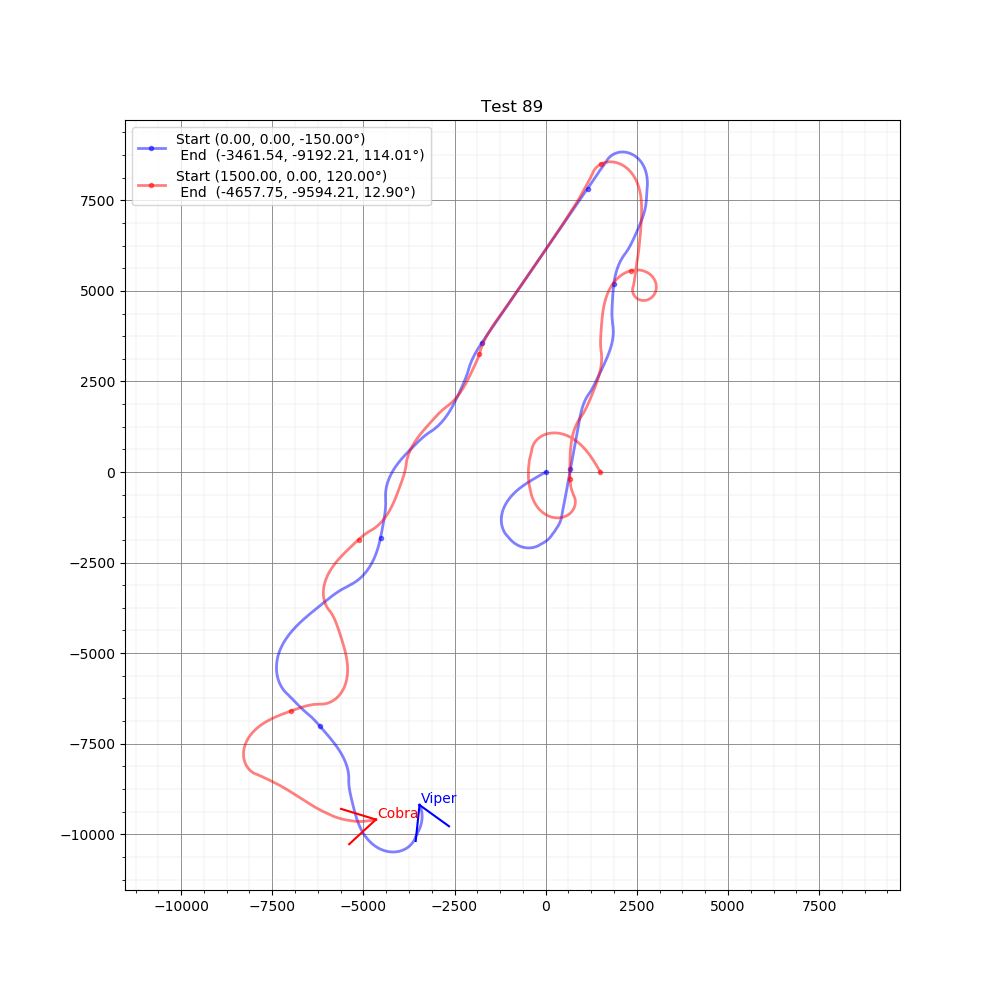 Test 89
Start (0.00, 0.00, -150.00°)
End  (-3461.54, -9192.21, 114.01°)
Start (1500.00, 0.00, 120.00°)
End  (-4657.75, -9594.21, 12.90°)
7500
5000
2500
0
−2500
−5000
−7500
−10000
Viper
Cobra
−10000 −7500 −5000 −2500 0 2500 5000 7500